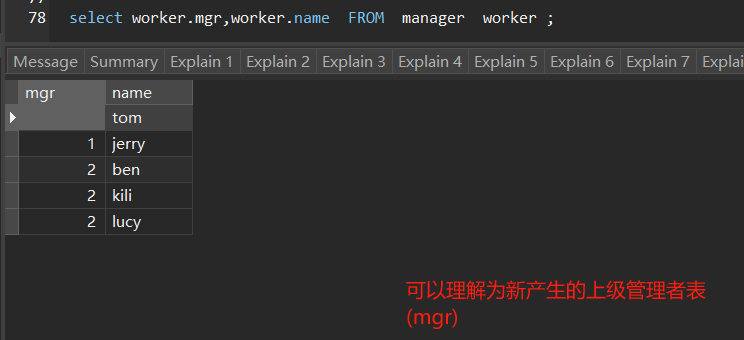 78 select worker.mgr,worker.name FROM manager worker ;
Message Summary Explain 1 Explain 2 Explain 3 Explain 4 Explain 5 Explain 6 Explain 7 Explai
mgr name
tom
1 jerry
2 ben
2 kili
2 lucy
可以理解为新产生的上级管理者表
(mgr)